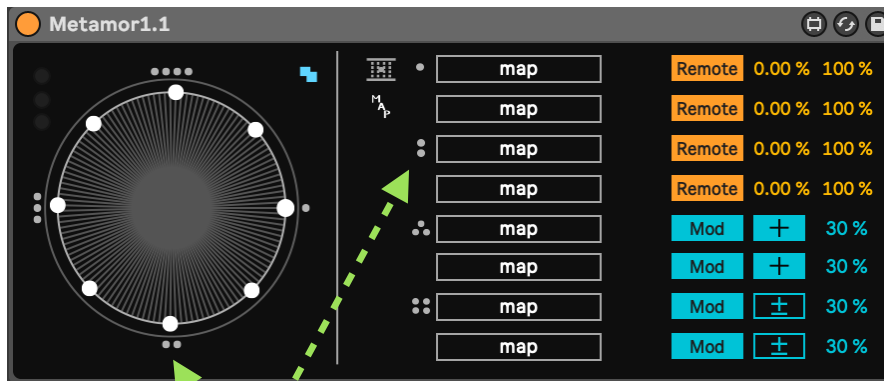 Metamor1.1
map Remote 0.00 % 100 %
MAP map Remote 0.00 % 100 %
map Remote 0.00 % 100 %
map Remote 0.00 % 100 %
map Mod + 30 %
map Mod + 30 %
map Mod ± 30 %
map Mod ± 30 %